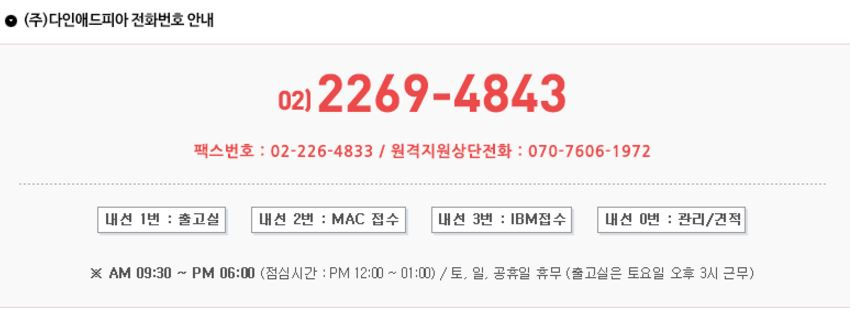 (주)다인애드피아 전화번호 안내
02) 2269-4843
팩스번호 : 02-226-4833 / 원격지원상단전화 : 070-7606-1972
내선 1번 : 출고실 내선 2번 : MAC 접수 내선 3번 : IBM접수 내선 0번 : 관리/견적
※ AM 09:30 ~ PM 06:00 (점심시간 : PM 12:00 ~ 01:00) / 토, 일, 공휴일 휴무 (출고실은 토요일 오후 3시 근무)